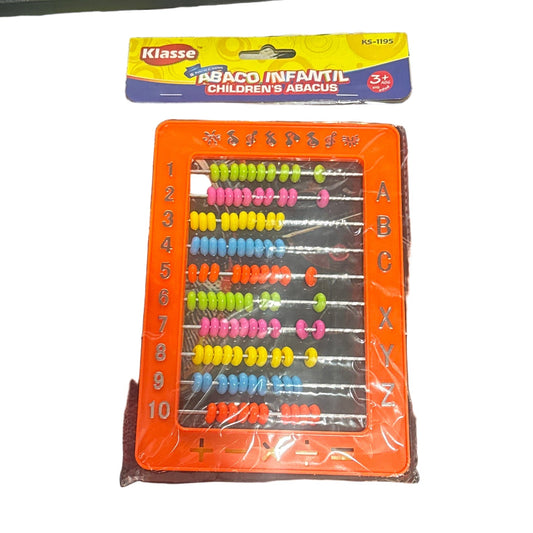 Klasse
KS-1195
ABACO INFANTIL
CHILDREN'S ABACUS
3+
1
2
3
4
5
6
7
8
9
10
A
B
C
X
Y
Z
+ - × ÷ =